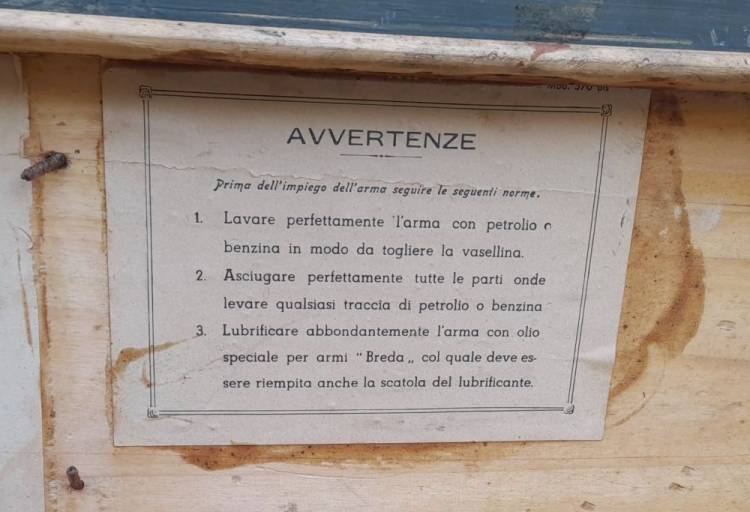 Mod. 370 bis
AVVERTENZE
Prima dell'impiego dell'arma seguire le seguenti norme.
1. Lavare perfettamente l'arma con petrolio o
benzina in modo da togliere la vasellina.
2. Asciugare perfettamente tutte le parti onde
levare qualsiasi traccia di petrolio o benzina
3. Lubrificare abbondantemente l'arma con olio
speciale per armi "Breda„ col quale deve es-
sere riempita anche la scatola del lubrificante.